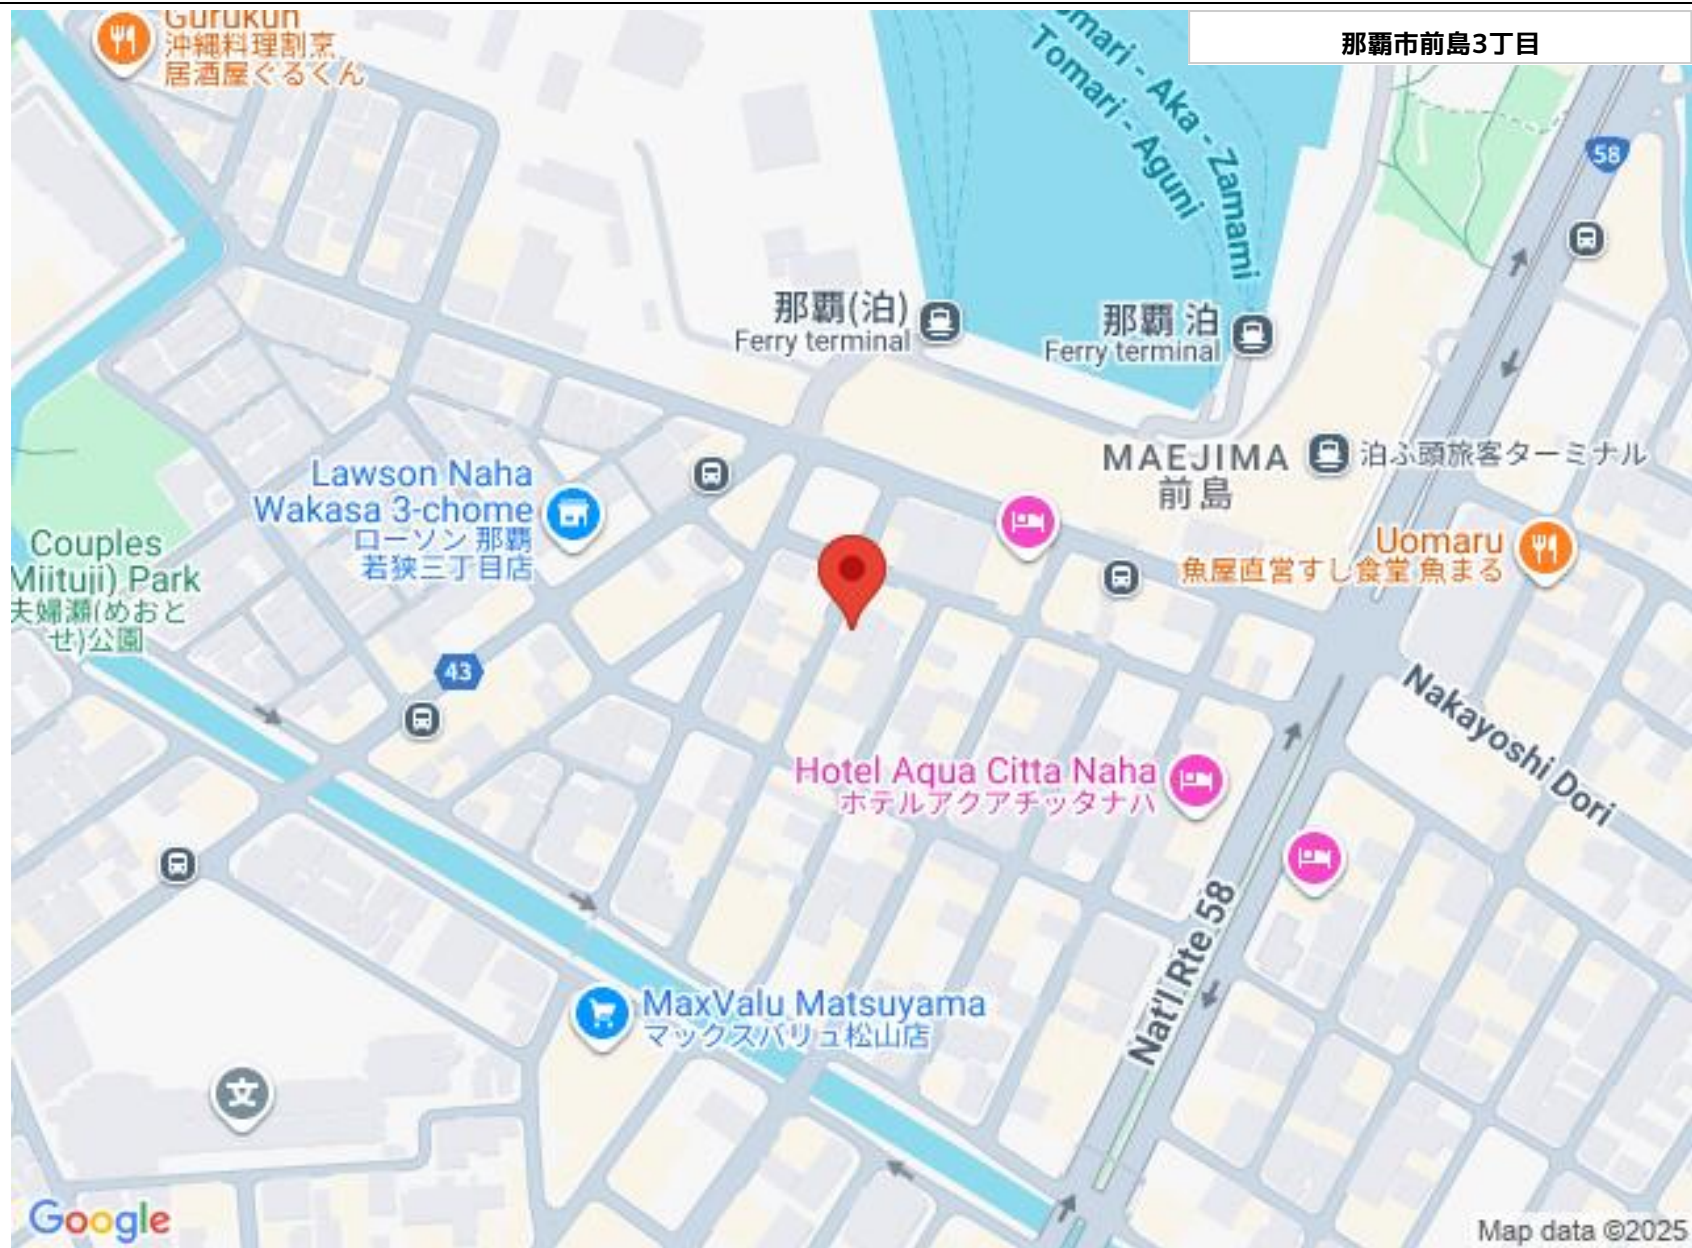 Gurukun
沖縄料理割烹
居酒屋ぐるくん
Tomari - Aka - Zamami
Tomari - Aguni
那覇市前島3丁目
58
那覇(泊)
Ferry terminal
那覇 泊
Ferry terminal
MAEJIMA
前島
泊ふ頭旅客ターミナル
Lawson Naha
Wakasa 3-chome
ローソン 那覇
若狭三丁目店
Couples
(Miituji) Park
夫婦瀬(めおと
せ)公園
Uomaru
魚屋直営すし食堂 魚まる
43
Nakayoshi Dori
Hotel Aqua Citta Naha
ホテルアクアチッタナハ
Nat'l Rte 58
MaxValu Matsuyama
マックスバリュ松山店
文
Google
Map data ©2025